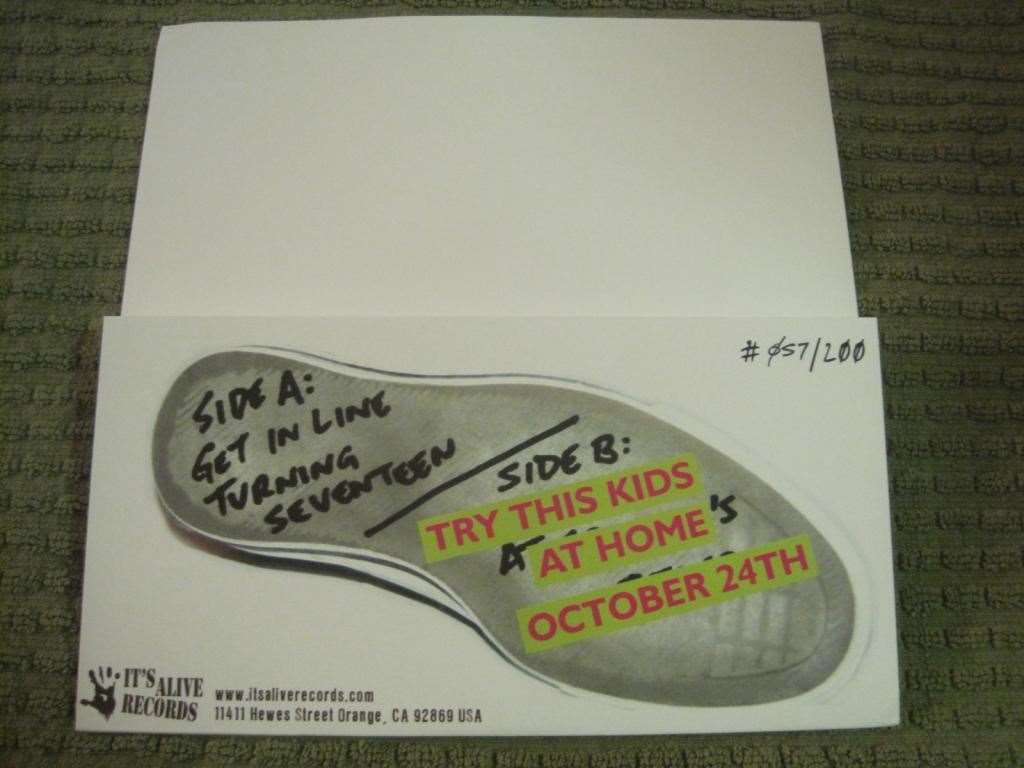 # 057/200
SIDE A:
GET IN LINE
TURNING
SEVENTEEN
SIDE B:
TRY THIS KIDS
AT HOME 'S
OCTOBER 24TH
IT'S ALIVE RECORDS
www.itsaliverecords.com
11411 Hewes Street Orange, CA 92869 USA